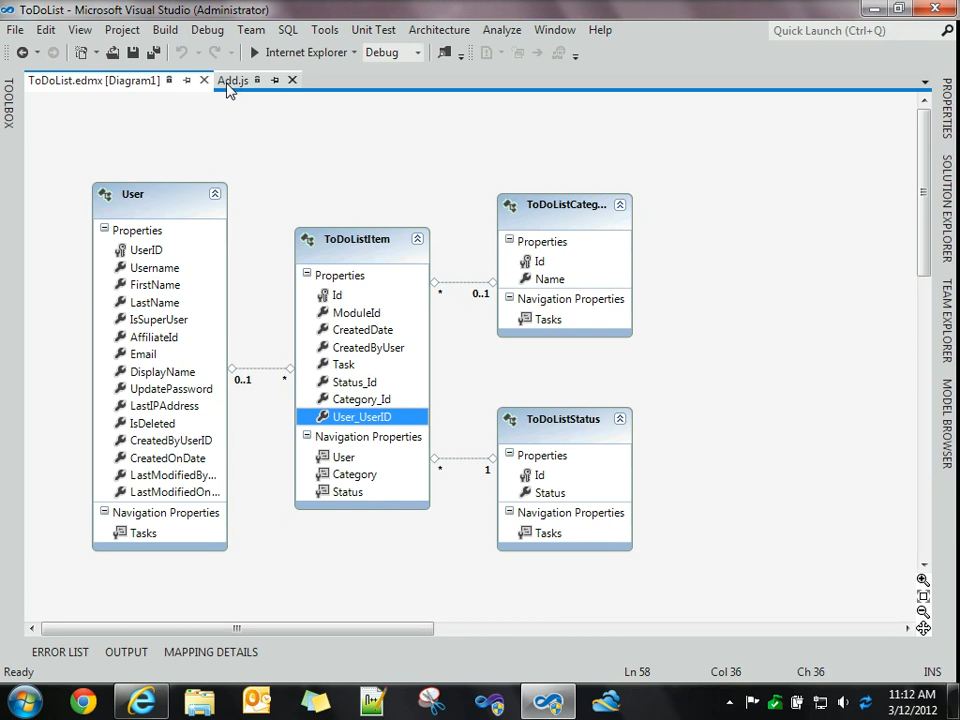 ToDoList - Microsoft Visual Studio (Administrator)
File Edit View Project Build Debug Team SQL Tools Unit Test Architecture Analyze Window Help
Quick Launch (Ctrl+Q)
Internet Explorer Debug
ToDoList.edmx [Diagram1] Add.js
TOOLBOX
PROPERTIES
SOLUTION EXPLORER
TEAM EXPLORER
MODEL BROWSER
User
Properties
UserID
Username
FirstName
LastName
IsSuperUser
AffiliateId
Email
DisplayName
UpdatePassword
LastIPAddress
IsDeleted
CreatedByUserID
CreatedOnDate
LastModifiedBy...
LastModifiedOn...
Navigation Properties
Tasks
0..1 *
ToDoListItem
Properties
Id
ModuleId
CreatedDate
CreatedByUser
Task
Status_Id
Category_Id
User_UserID
Navigation Properties
User
Category
Status
* 0..1
* 1
ToDoListCateg...
Properties
Id
Name
Navigation Properties
Tasks
ToDoListStatus
Properties
Id
Status
Navigation Properties
Tasks
ERROR LIST OUTPUT MAPPING DETAILS
Ready Ln 58 Col 36 Ch 36 INS
11:12 AM
3/12/2012